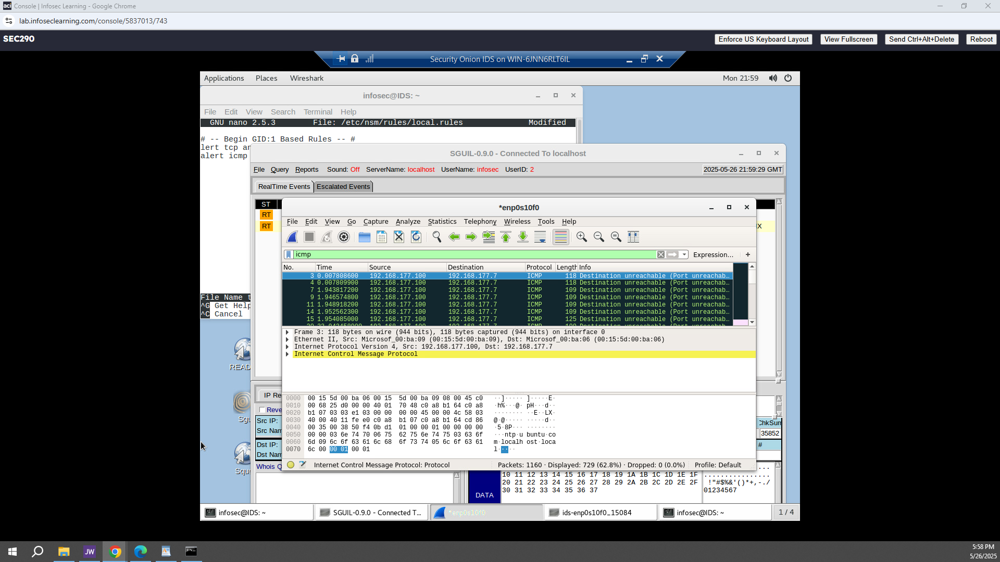 aci Console | Infosec Learning - Google Chrome
lab.infoseclearning.com/console/5837013/743
SEC290
Enforce US Keyboard Layout View Fullscreen Send Ctrl+Alt+Delete Reboot
Security Onion IDS on WIN-6JNN6RLT6IL
Applications Places Wireshark Mon 21:59
infosec@IDS: ~
File Edit View Search Terminal Help
GNU nano 2.5.3 File: /etc/nsm/rules/local.rules Modified
# -- Begin GID:1 Based Rules -- #
lert tcp an
alert icmp
SGUIL-0.9.0 - Connected To localhost
File Query Reports Sound: Off ServerName: localhost UserName: infosec UserID: 2 2025-05-26 21:59:29 GMT
RealTime Events Escalated Events
ST
RT
RT
IX
*enp0s10f0
File Edit View Go Capture Analyze Statistics Telephony Wireless Tools Help
icmp Expression… +
No. Time Source Destination Protocol Length Info
3 0.007808600 192.168.177.100 192.168.177.7 ICMP 118 Destination unreachable (Port unreachab…
4 0.007809900 192.168.177.100 192.168.177.7 ICMP 118 Destination unreachable (Port unreachab…
7 1.943817200 192.168.177.100 192.168.177.7 ICMP 109 Destination unreachable (Port unreachab…
9 1.946574800 192.168.177.100 192.168.177.7 ICMP 109 Destination unreachable (Port unreachab…
11 1.948918200 192.168.177.100 192.168.177.7 ICMP 109 Destination unreachable (Port unreachab…
14 1.952562300 192.168.177.100 192.168.177.7 ICMP 109 Destination unreachable (Port unreachab…
15 1.954085000 192.168.177.100 192.168.177.7 ICMP 125 Destination unreachable (Port unreachab…
Frame 3: 118 bytes on wire (944 bits), 118 bytes captured (944 bits) on interface 0
Ethernet II, Src: Microsof_00:ba:09 (00:15:5d:00:ba:09), Dst: Microsof_00:ba:06 (00:15:5d:00:ba:06)
Internet Protocol Version 4, Src: 192.168.177.100, Dst: 192.168.177.7
Internet Control Message Protocol
0000 00 15 5d 00 ba 06 00 15 5d 00 ba 09 08 00 45 c0 ··]····· ]·····E·
0010 00 68 25 d0 00 00 40 01 70 48 c0 a8 b1 64 c0 a8 ·h%···@· pH···d··
0020 b1 07 03 03 e1 03 00 00 00 00 45 00 00 4c 58 03 ········ ··E··LX·
0030 40 00 40 11 fe e0 c0 a8 b1 07 c0 a8 b1 64 cd 86 @·@····· ·····d··
0040 00 35 00 38 50 f4 0b d1 01 00 00 01 00 00 00 00 ·5·8P··· ········
0050 00 00 03 6e 74 70 06 75 62 75 6e 74 75 03 63 6f ···ntp·u buntu·co
0060 6d 09 6c 6f 63 61 6c 68 6f 73 74 05 6c 6f 63 61 m·localh ost·loca
0070 6c 00 00 01 00 01 l·····
Internet Control Message Protocol: Protocol Packets: 1160 · Displayed: 729 (62.8%) · Dropped: 0 (0.0%) Profile: Default
File Name t
^G Get Help
^C Cancel
READ
Sgu
Sque
IP Re
Reve
Src IP:
Src Nam
Dst IP:
Dst Nam
Whois Q
ChkSum
35852
#
DATA
10 11 12 13 14 15 16 17 18 19 1A 1B 1C 1D 1E 1F ................
20 21 22 23 24 25 26 27 28 29 2A 2B 2C 2D 2E 2F !"#$%&'()*+,-./
30 31 32 33 34 35 36 37 01234567
infosec@IDS: ~ SGUIL-0.9.0 - Connected T... *enp0s10f0 ids-enp0s10f0_15084 infosec@IDS: ~ 1 / 4
JW
5:58 PM
5/26/2025